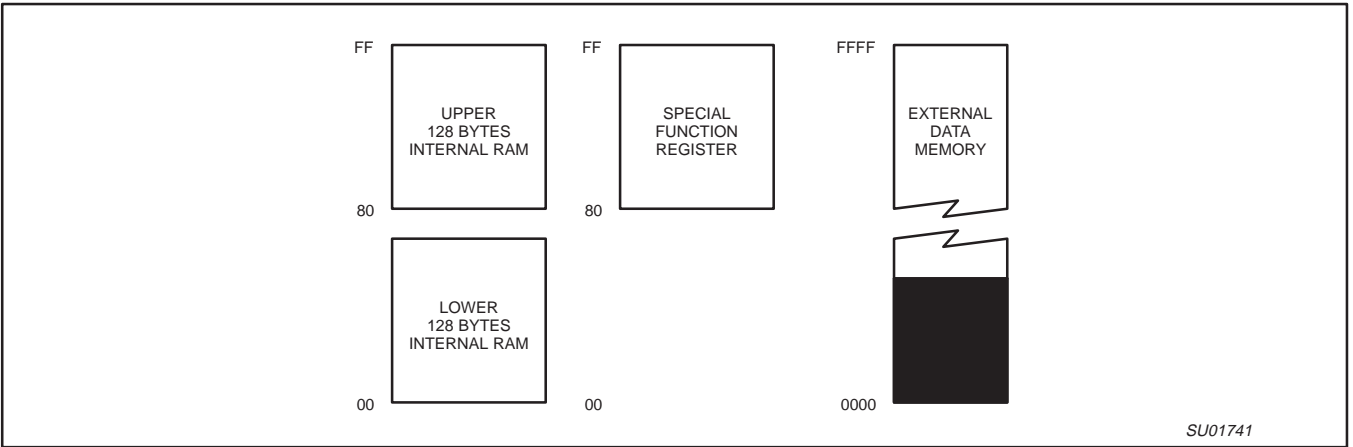 FF
UPPER
128 BYTES
INTERNAL RAM
80
LOWER
128 BYTES
INTERNAL RAM
00
FF
SPECIAL
FUNCTION
REGISTER
80
00
FFFF
EXTERNAL
DATA
MEMORY
0000
SU01741